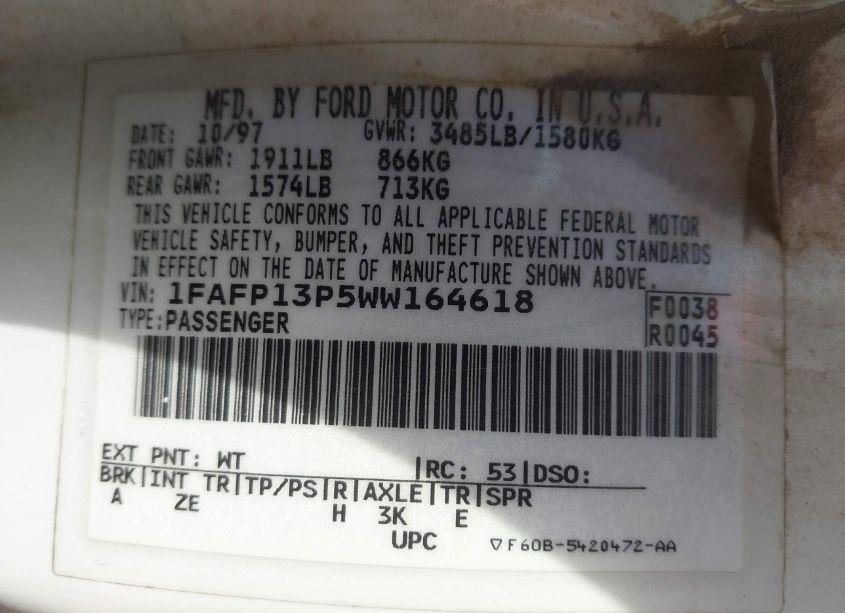 MFD. BY FORD MOTOR CO. IN U.S.A.
DATE: 10/97 GVWR: 3485LB/1580KG
FRONT GAWR: 1911LB 866KG
REAR GAWR: 1574LB 713KG
THIS VEHICLE CONFORMS TO ALL APPLICABLE FEDERAL MOTOR
VEHICLE SAFETY, BUMPER, AND THEFT PREVENTION STANDARDS
IN EFFECT ON THE DATE OF MANUFACTURE SHOWN ABOVE.
VIN: 1FAFP13P5WW164618 F0038
TYPE: PASSENGER R0045
EXT PNT: WT |RC: 53|DSO:
BRK|INT TR|TP/PS|R|AXLE|TR|SPR
A ZE H 3K E
UPC ▽F60B-5420472-AA